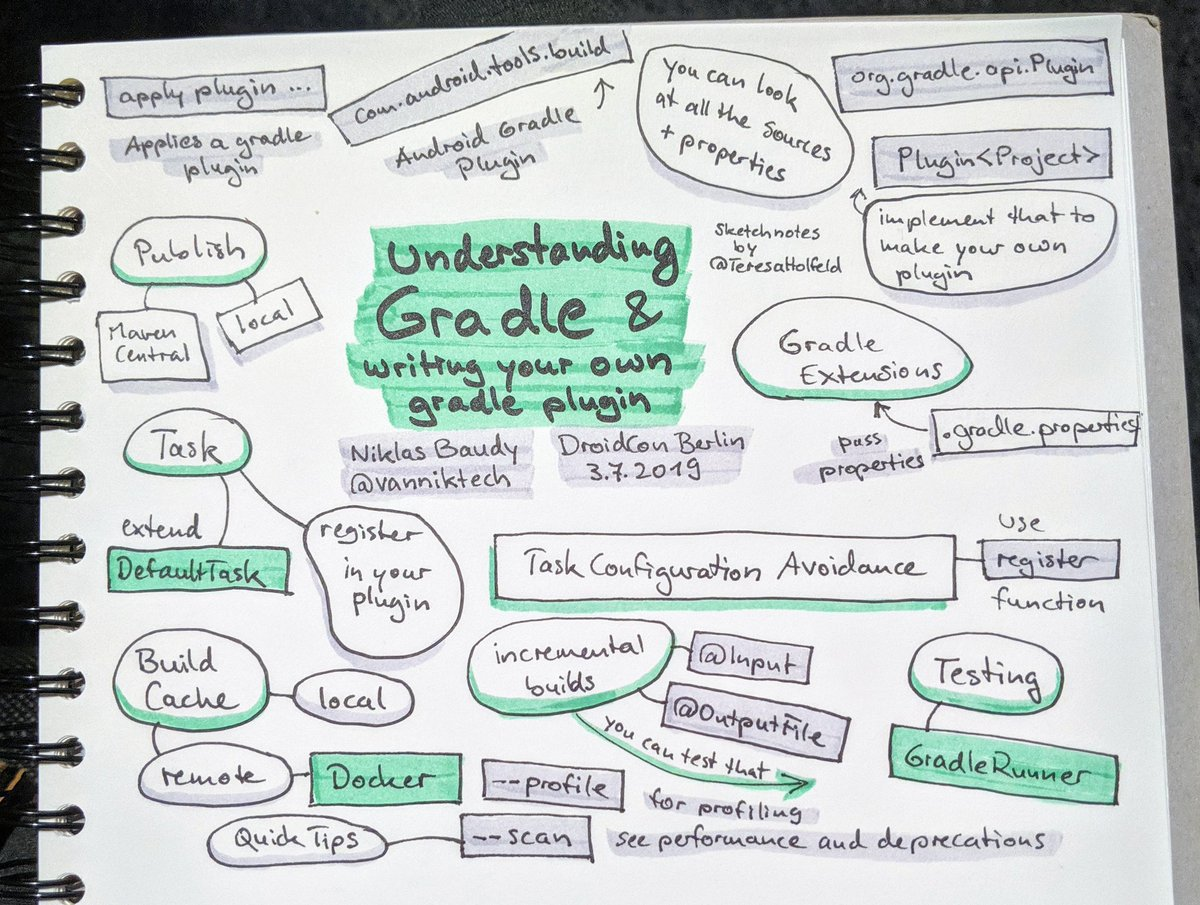 apply plugin ...
Applies a gradle
plugin
com.android.tools.build
Android Gradle
Plugin
you can look
at all the sources
+ properties
org.gradle.api.Plugin
Plugin<Project>
implement that to
make your own
plugin
Publish
Maven
Central
local
Understanding
Gradle &
writing your own
gradle plugin
Sketchnotes
by
@TeresaHolfeld
Niklas Baudy
@vanniktech
DroidCon Berlin
3.7.2019
Gradle
Extensions
.gradle.properties
pass
properties
Task
extend
DefaultTask
register
in your
plugin
Task Configuration Avoidance
use
register
function
Build
Cache
local
remote
Docker
incremental
builds
@Input
@OutputFile
you can test that
Testing
GradleRunner
--profile
for profiling
Quick Tips
--scan
see performance and deprecations